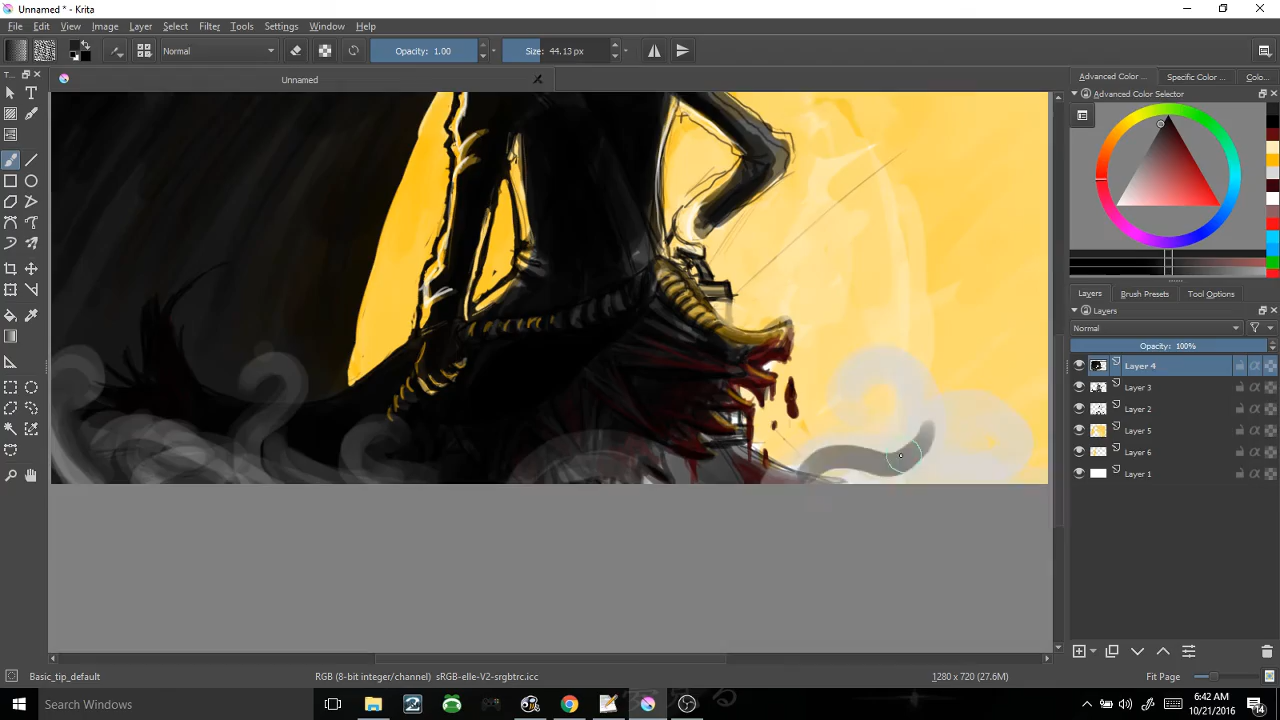 Unnamed * - Krita
File Edit View Image Layer Select Filter Tools Settings Window Help
Normal
Opacity: 1.00
Size: 44.13 px
T...
Unnamed
Advanced Color ...
Specific Color ...
Colo...
Advanced Color Selector
Layers
Brush Presets
Tool Options
Layers
Normal
Opacity: 100%
Layer 4
Layer 3
Layer 2
Layer 5
Layer 6
Layer 1
Basic_tip_default
RGB (8-bit integer/channel) sRGB-elle-V2-srgbtrc.icc
1280 x 720 (27.6M)
Fit Page
Search Windows
6:42 AM
10/21/2016
14